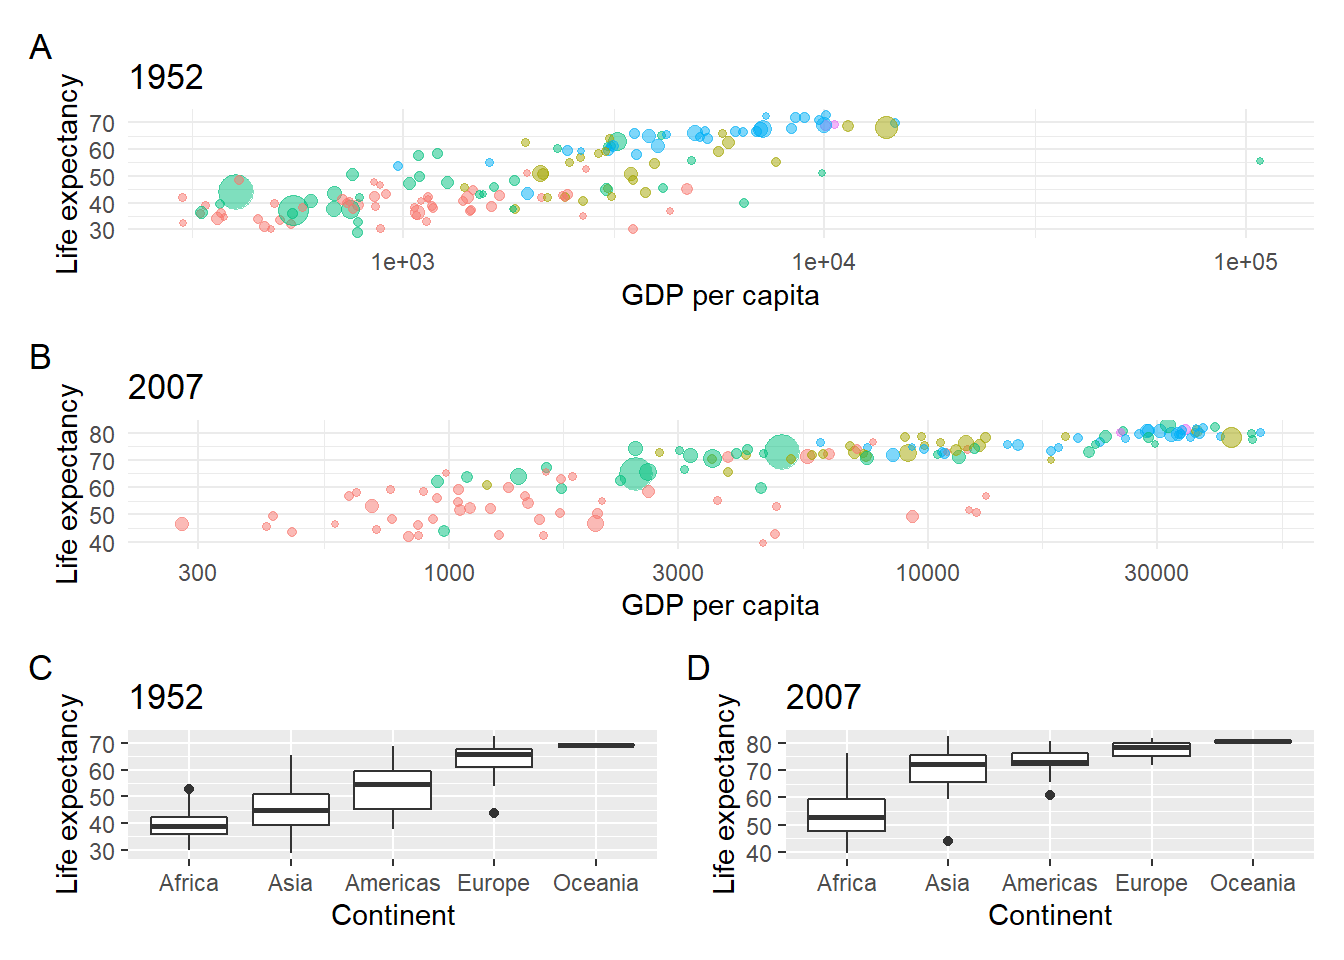 A
1952
Life expectancy
70
60
50
40
30
1e+03 1e+04 1e+05
GDP per capita
B
2007
Life expectancy
80
70
60
50
40
300 1000 3000 10000 30000
GDP per capita
C
1952
Life expectancy
70
60
50
40
30
Africa Asia Americas Europe Oceania
Continent
D
2007
Life expectancy
80
70
60
50
40
Africa Asia Americas Europe Oceania
Continent